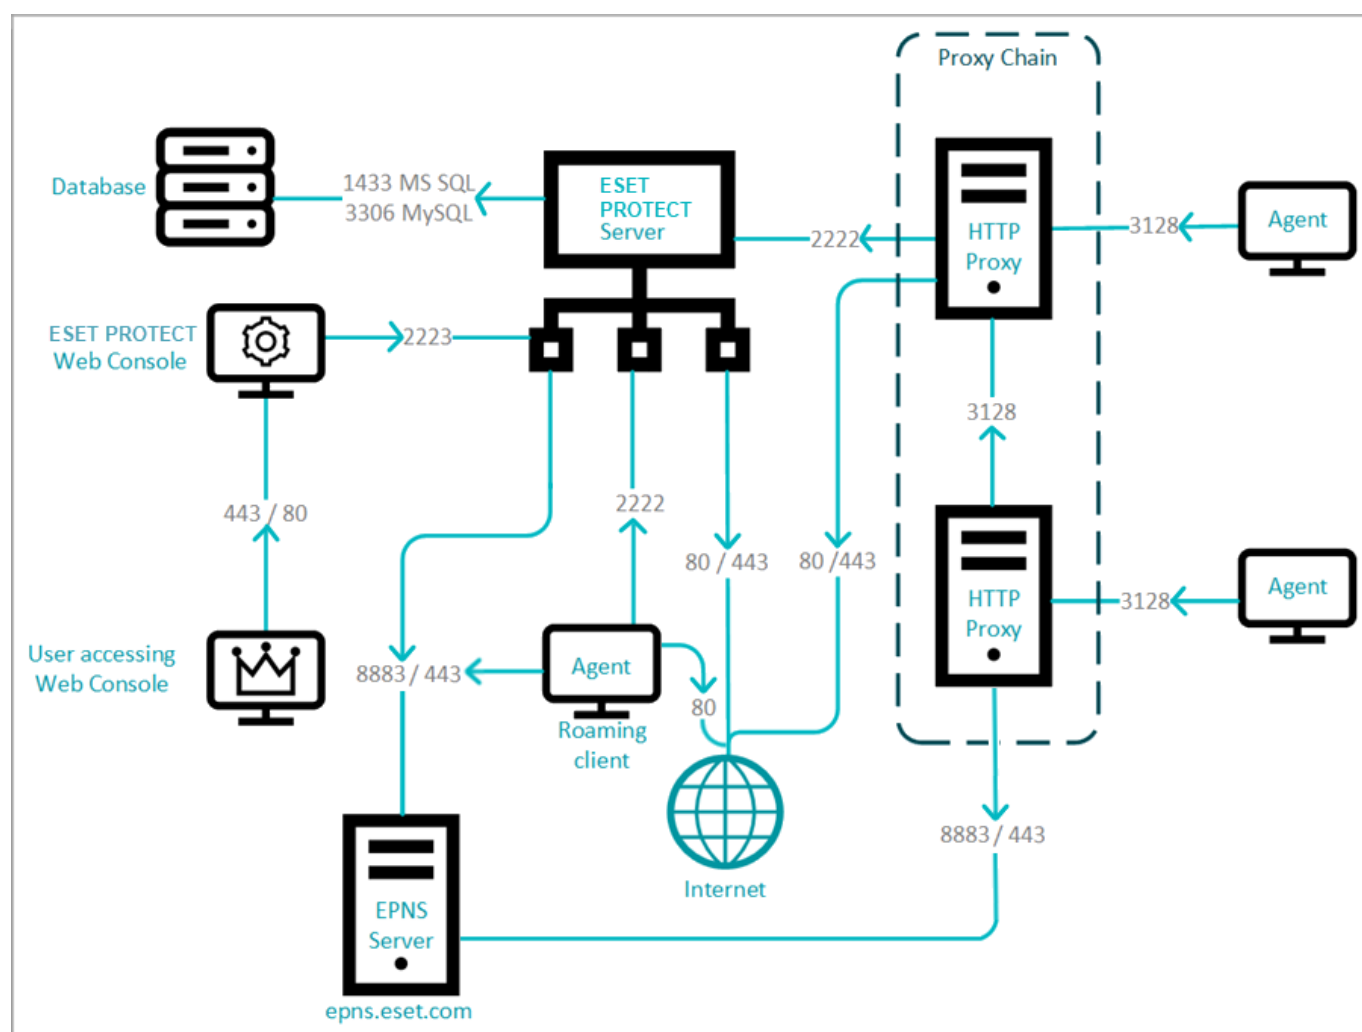 Proxy Chain
Database
1433 MS SQL
3306 MySQL
ESET
PROTECT
Server
2222
HTTP
Proxy
3128
Agent
ESET PROTECT
Web Console
2223
3128
443 / 80
2222
80 / 443
80 /443
HTTP
Proxy
3128
Agent
User accessing
Web Console
8883 / 443
Agent
80
Roaming
client
8883 / 443
Internet
EPNS
Server
epns.eset.com